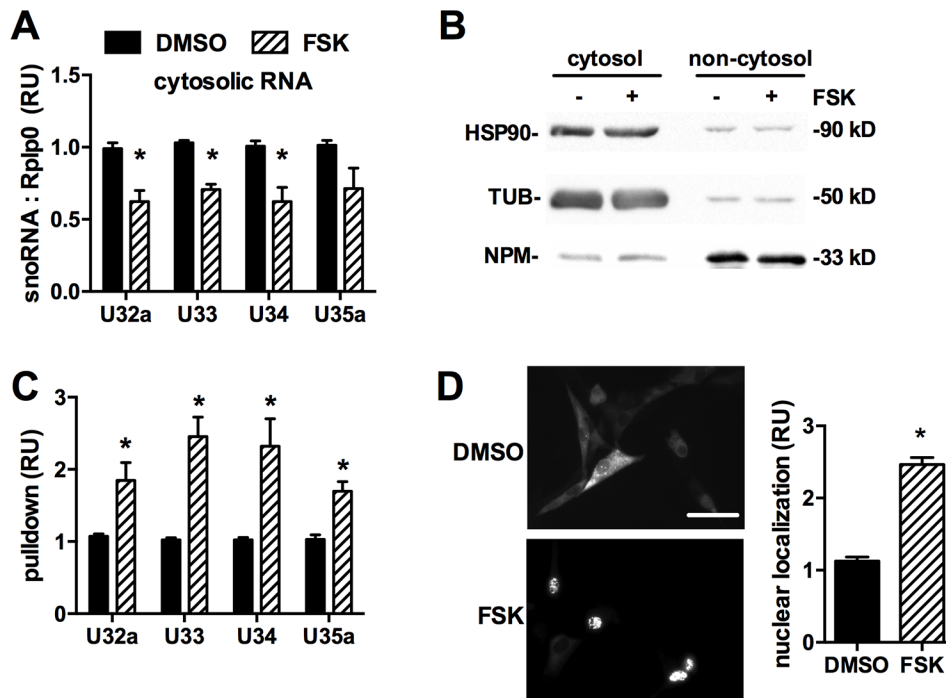 A
DMSO FSK
cytosolic RNA
snoRNA : Rplp0 (RU)
1.5
1.0
0.5
0.0
* * *
U32a U33 U34 U35a
B
cytosol non-cytosol
- + - + FSK
HSP90- -90 kD
TUB- -50 kD
NPM- -33 kD
C
pulldown (RU)
3
2
1
0
* * * *
U32a U33 U34 U35a
D
DMSO
FSK
nuclear localization (RU)
3
2
1
0
*
DMSO FSK